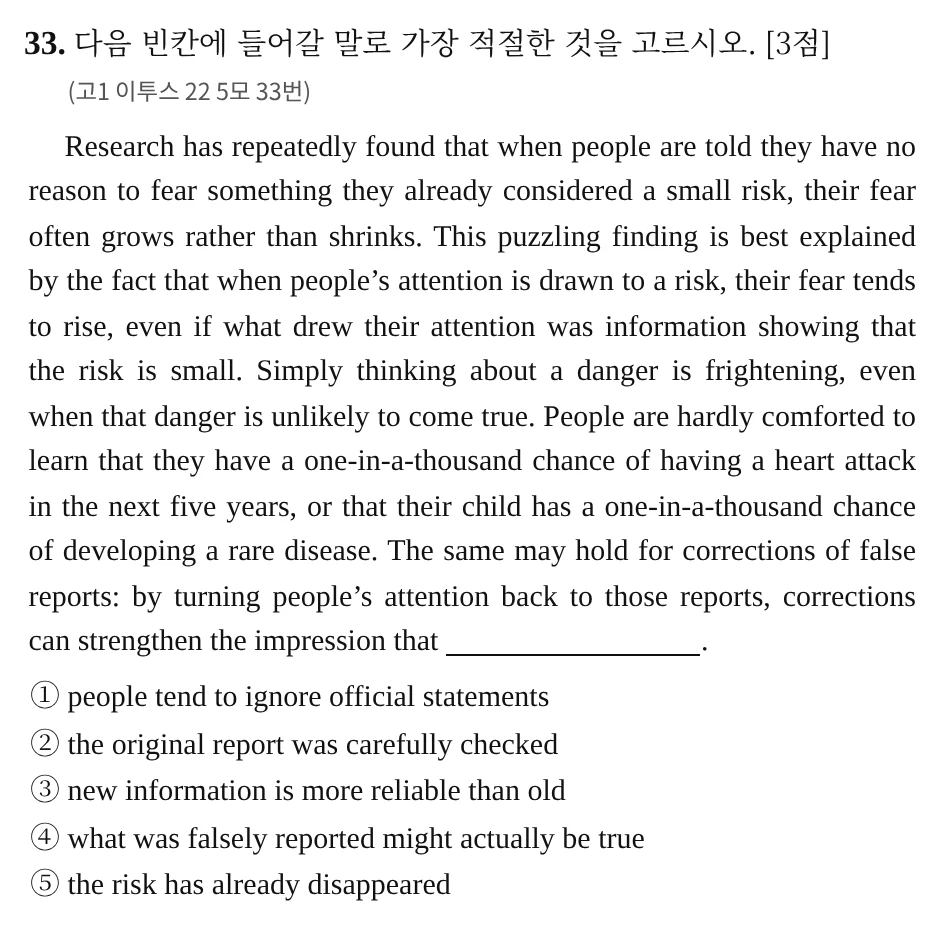 33. 다음 빈칸에 들어갈 말로 가장 적절한 것을 고르시오. [3점]
(고1 이투스 22 5모 33번)
Research has repeatedly found that when people are told they have no
reason to fear something they already considered a small risk, their fear
often grows rather than shrinks. This puzzling finding is best explained
by the fact that when people’s attention is drawn to a risk, their fear tends
to rise, even if what drew their attention was information showing that
the risk is small. Simply thinking about a danger is frightening, even
when that danger is unlikely to come true. People are hardly comforted to
learn that they have a one-in-a-thousand chance of having a heart attack
in the next five years, or that their child has a one-in-a-thousand chance
of developing a rare disease. The same may hold for corrections of false
reports: by turning people’s attention back to those reports, corrections
can strengthen the impression that ____________________.
① people tend to ignore official statements
② the original report was carefully checked
③ new information is more reliable than old
④ what was falsely reported might actually be true
⑤ the risk has already disappeared